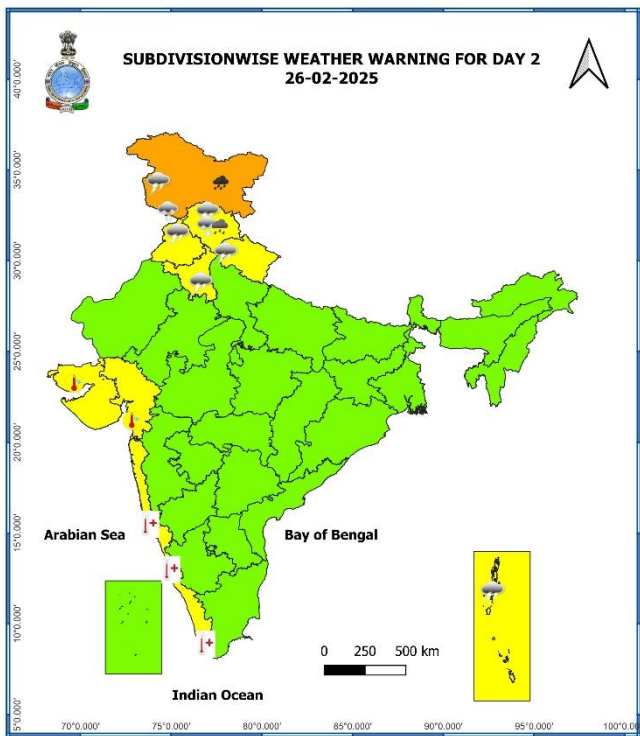 SUBDIVISIONWISE WEATHER WARNING FOR DAY 2
26-02-2025
40°0.000'
35°0.000'
30°0.000'
25°0.000'
20°0.000'
15°0.000'
10°0.000'
5°0.000'
Arabian Sea
Bay of Bengal
0 250 500 km
Indian Ocean
70°0.000' 75°0.000' 80°0.000' 85°0.000' 90°0.000' 95°0.000' 100°0.00